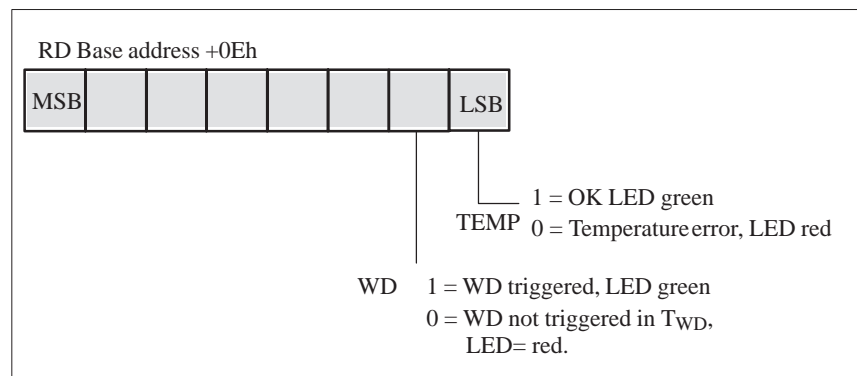 RD Base address +0Eh
MSB LSB
1 = OK LED green
TEMP 0 = Temperature error, LED red
WD 1 = WD triggered, LED green
0 = WD not triggered in TWD,
LED= red.